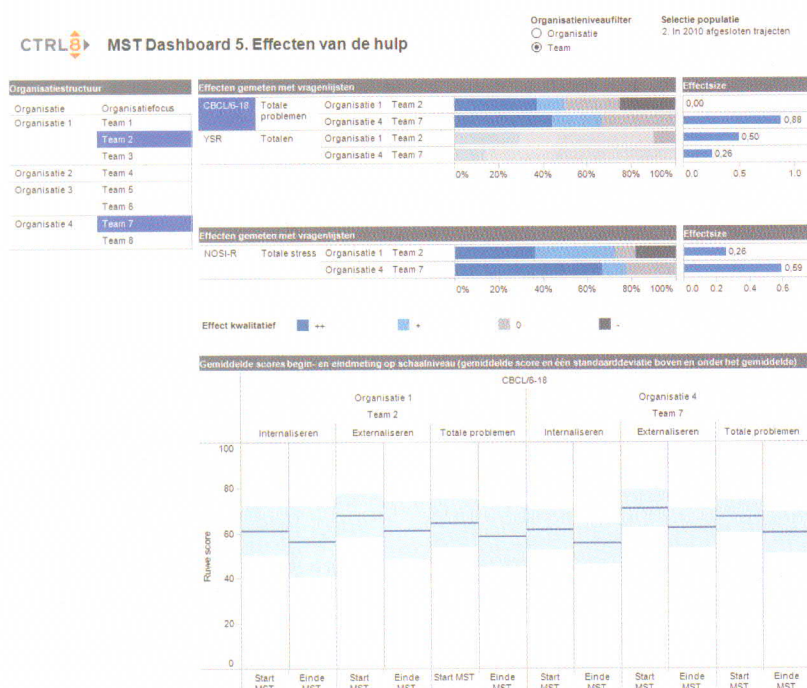 CTRL8 MST Dashboard 5. Effecten van de hulp
Organisatieniveaufilter
Organisatie
Team
Selectie populatie
2. In 2010 afgesloten trajecten
Organisatiestructuur
Organisatie Organisatiefocus
Organisatie 1 Team 1
Team 2
Team 3
Organisatie 2 Team 4
Organisatie 3 Team 5
Team 6
Organisatie 4 Team 7
Team 8
Effecten gemeten met vragenlijsten Effectsize
CBCL/6-18 Totale problemen Organisatie 1 Team 2 0,00
Organisatie 4 Team 7 0,88
YSR Totalen Organisatie 1 Team 2 0,50
Organisatie 4 Team 7 0,26
0% 20% 40% 60% 80% 100% 0.0 0.5 1.0
Effecten gemeten met vragenlijsten Effectsize
NOSI-R Totale stress Organisatie 1 Team 2 0,26
Organisatie 4 Team 7 0,59
0% 20% 40% 60% 80% 100% 0.0 0.2 0.4 0.6
Effect kwalitatief ++ + 0 -
Gemiddelde scores begin- en eindmeting op schaalniveau (gemiddelde score en één standaarddeviatie boven en onder het gemiddelde)
CBCL/6-18
Organisatie 1 Organisatie 4
Team 2 Team 7
Internaliseren Externaliseren Totale problemen Internaliseren Externaliseren Totale problemen
100
80
60
40
20
0
Ruwe score
Start MST Einde MST Start MST Einde MST Start MST Einde MST Start MST Einde MST Start MST Einde MST Start MST Einde MST